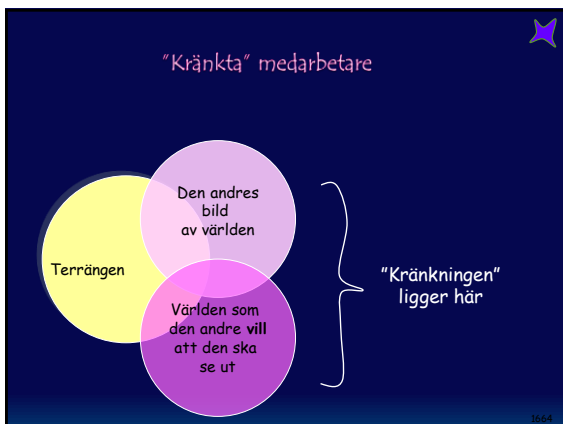 "Kränkta" medarbetare
Den andres
bild
av världen
Terrängen
"Kränkningen"
ligger här
Världen som
den andre vill
att den ska
se ut
1664